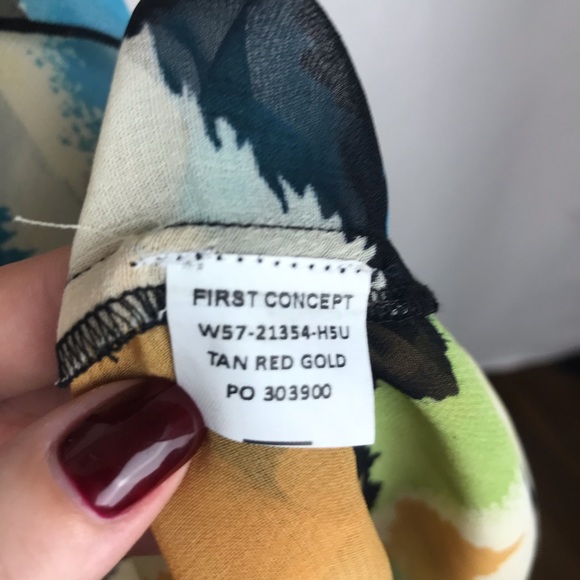 FIRST CONCEPT
W57-21354-H5U
TAN RED GOLD
PO 303900